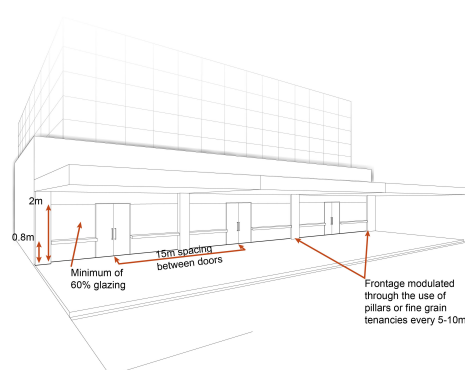 2m
0.8m
15m spacing
between doors
Minimum of
60% glazing
Frontage modulated
through the use of
pillars or fine grain
tenancies every 5-10m